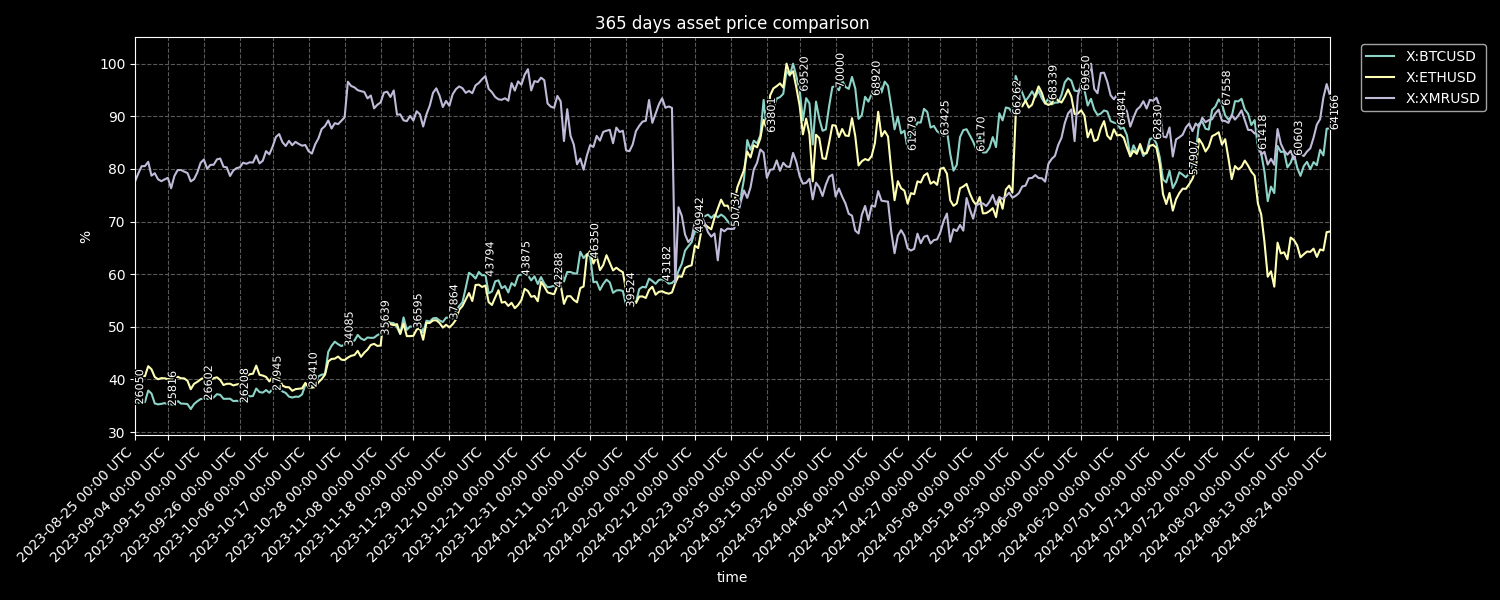 365 days asset price comparison
X:BTCUSD
X:ETHUSD
X:XMRUSD
100
90
80
70
60
50
40
30
%
26050
25816
26602
26208
27945
28410
34085
35639
36595
37864
43794
43875
42288
46350
39524
43182
49942
50737
63801
69520
70000
68920
61279
63425
61170
66262
68339
69650
64841
62830
57907
67558
61418
60603
64166
2023-08-25 00:00 UTC
2023-09-04 00:00 UTC
2023-09-15 00:00 UTC
2023-09-26 00:00 UTC
2023-10-06 00:00 UTC
2023-10-17 00:00 UTC
2023-10-28 00:00 UTC
2023-11-08 00:00 UTC
2023-11-18 00:00 UTC
2023-11-29 00:00 UTC
2023-12-10 00:00 UTC
2023-12-21 00:00 UTC
2023-12-31 00:00 UTC
2024-01-11 00:00 UTC
2024-01-22 00:00 UTC
2024-02-02 00:00 UTC
2024-02-12 00:00 UTC
2024-02-23 00:00 UTC
2024-03-05 00:00 UTC
2024-03-15 00:00 UTC
2024-03-26 00:00 UTC
2024-04-06 00:00 UTC
2024-04-17 00:00 UTC
2024-04-27 00:00 UTC
2024-05-08 00:00 UTC
2024-05-19 00:00 UTC
2024-05-30 00:00 UTC
2024-06-09 00:00 UTC
2024-06-20 00:00 UTC
2024-07-01 00:00 UTC
2024-07-12 00:00 UTC
2024-07-22 00:00 UTC
2024-08-02 00:00 UTC
2024-08-13 00:00 UTC
2024-08-24 00:00 UTC
time